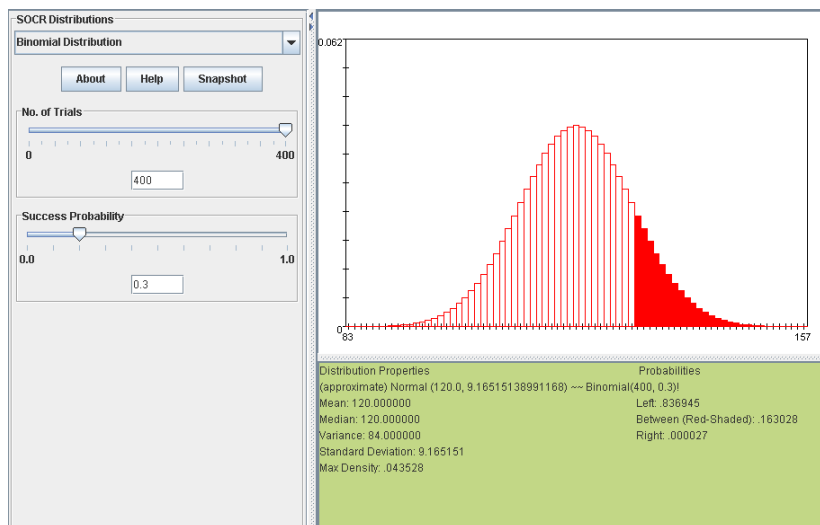 SOCR Distributions
Binomial Distribution
About Help Snapshot
No. of Trials
0 400
400
Success Probability
0.0 1.0
0.3
0.062
0
83 157
Distribution Properties Probabilities
(approximate) Normal (120.0, 9.16515138991168) ~~ Binomial(400, 0.3)!
Mean: 120.000000 Left: .836945
Median: 120.000000 Between (Red-Shaded): .163028
Variance: 84.000000 Right: .000027
Standard Deviation: 9.165151
Max Density: .043528